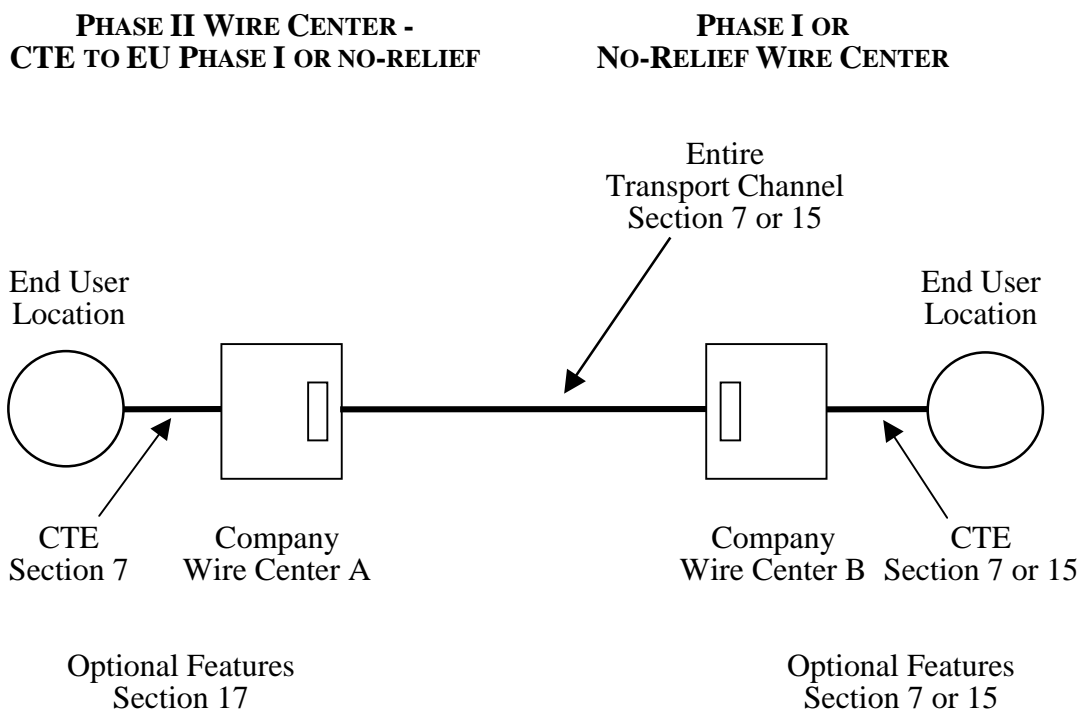 PHASE II WIRE CENTER -
CTE TO EU PHASE I OR NO-RELIEF
PHASE I OR
NO-RELIEF WIRE CENTER
Entire
Transport Channel
Section 7 or 15
End User
Location
End User
Location
CTE
Section 7
Company
Wire Center A
Company
Wire Center B
CTE
Section 7 or 15
Optional Features
Section 17
Optional Features
Section 7 or 15